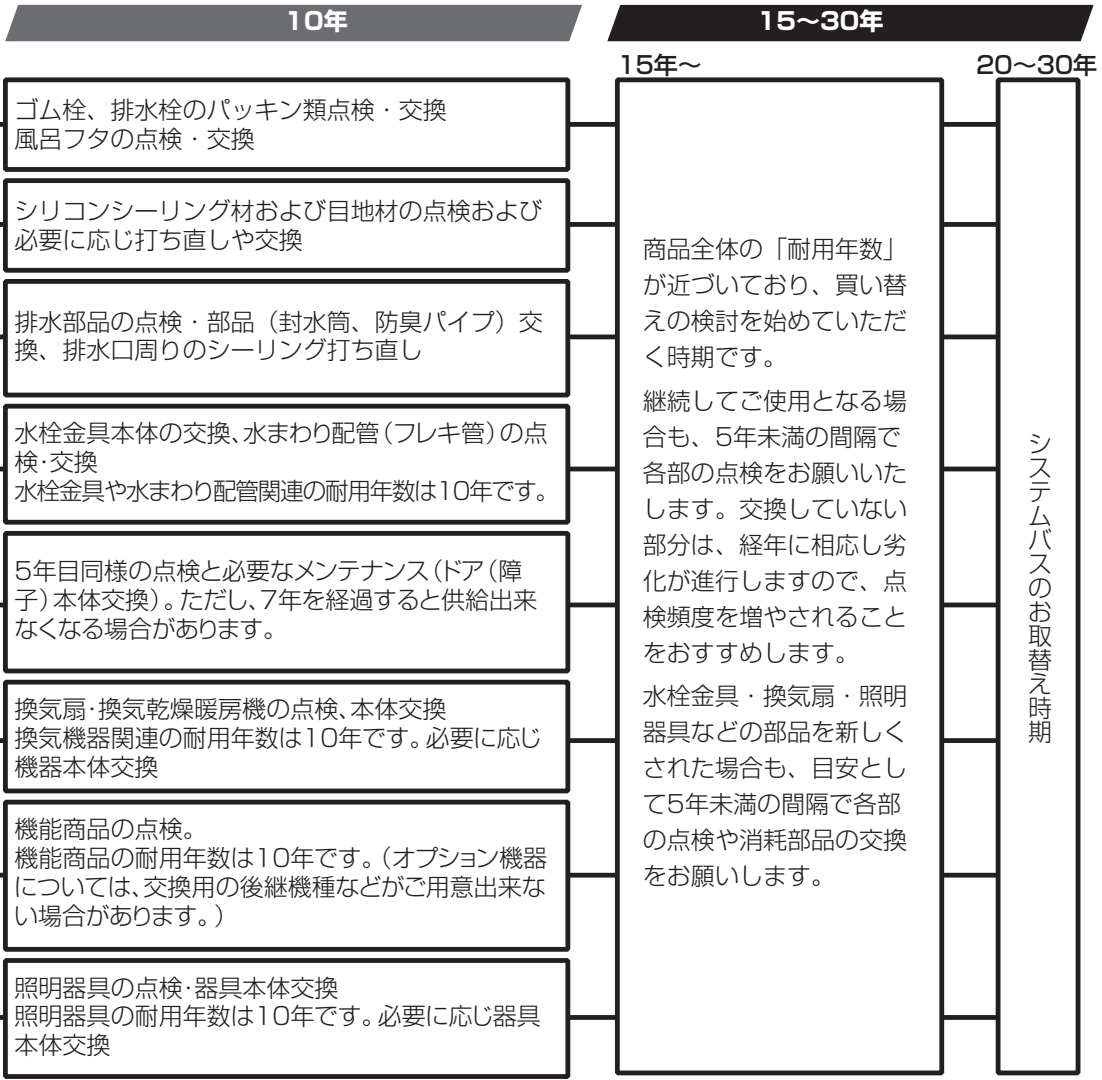 10年
15～30年
15年～
20～30年
ゴム栓、排水栓のパッキン類点検・交換
風呂フタの点検・交換
シリコンシーリング材および目地材の点検および
必要に応じ打ち直しや交換
排水部品の点検・部品（封水筒、防臭パイプ）交
換、排水口周りのシーリング打ち直し
水栓金具本体の交換、水まわり配管（フレキ管）の点
検・交換
水栓金具や水まわり配管関連の耐用年数は10年です。
5年目同様の点検と必要なメンテナンス（ドア（障
子）本体交換）。ただし、7年を経過すると供給出来
なくなる場合があります。
換気扇・換気乾燥暖房機の点検、本体交換
換気機器関連の耐用年数は10年です。必要に応じ
機器本体交換
機能商品の点検。
機能商品の耐用年数は10年です。（オプション機器
については、交換用の後継機種などがご用意出来な
い場合があります。）
照明器具の点検・器具本体交換
照明器具の耐用年数は10年です。必要に応じ器具
本体交換
商品全体の「耐用年数」
が近づいており、買い替
えの検討を始めていただ
く時期です。
継続してご使用となる場
合も、5年未満の間隔で
各部の点検をお願いいた
します。交換していない
部分は、経年に相応し劣
化が進行しますので、点
検頻度を増やされること
をおすすめします。
水栓金具・換気扇・照明
器具などの部品を新しく
された場合も、目安とし
て5年未満の間隔で各部
の点検や消耗部品の交換
をお願いします。
システムバスのお取替え時期